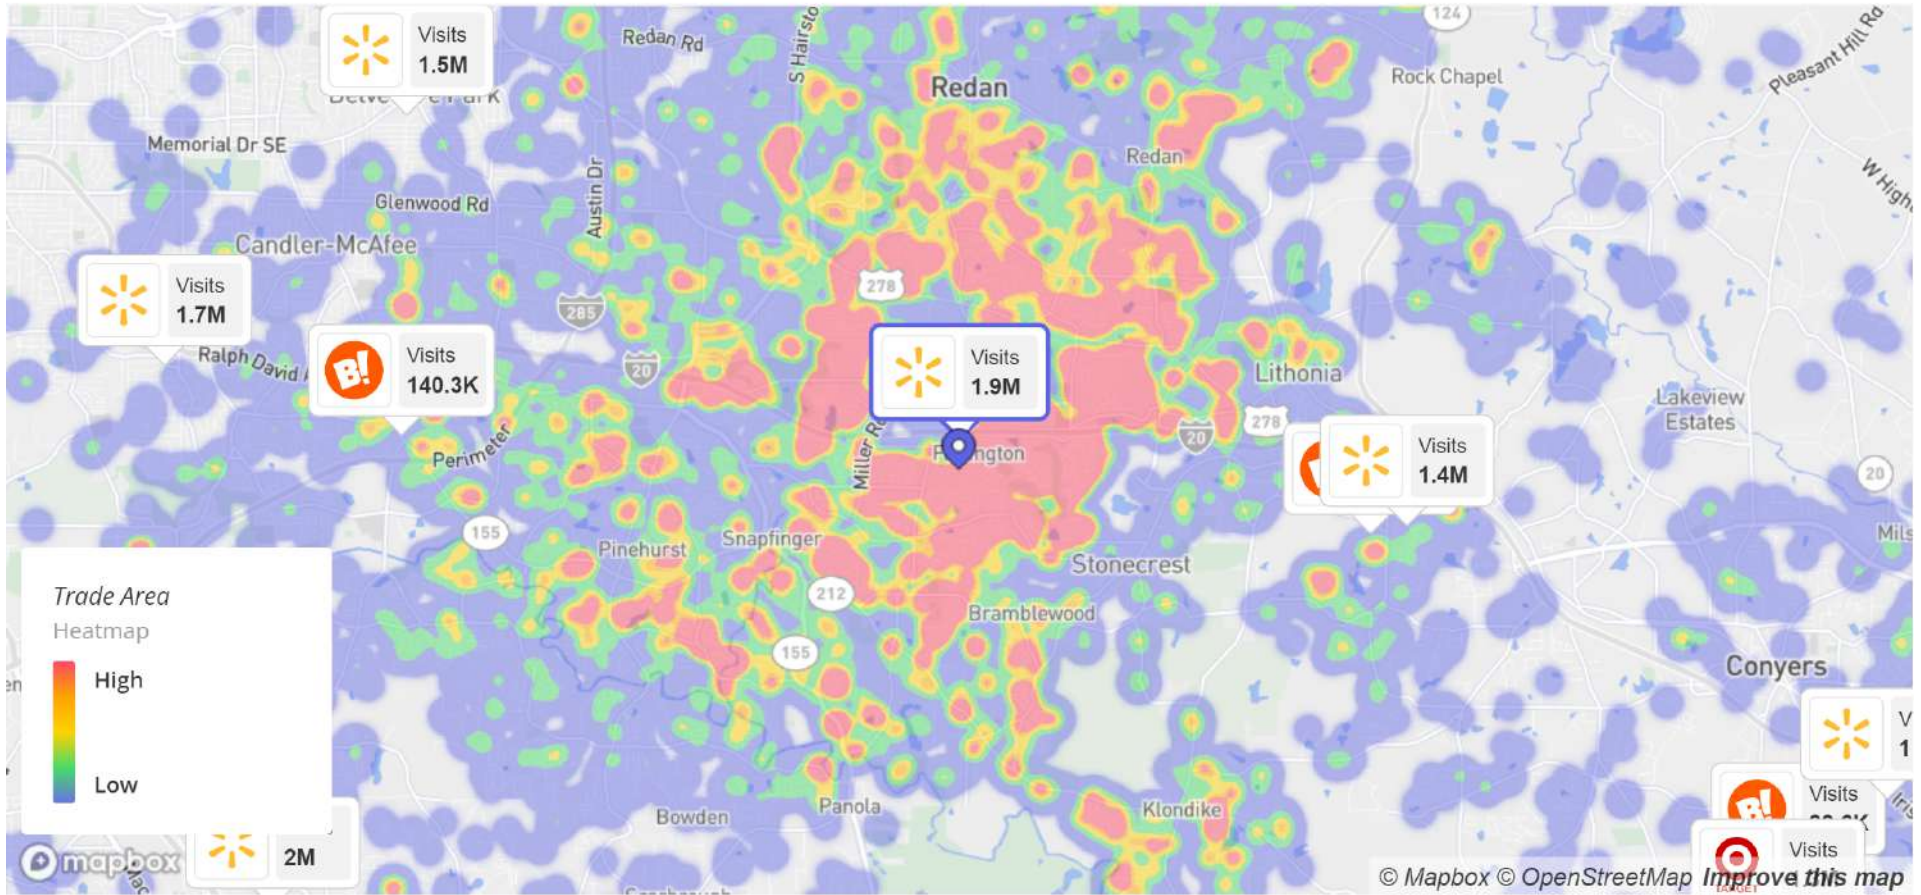 Visits
1.5M
Redan Rd
S Hairsto
124
Pleasant Hill Rd
Redan
Rock Chapel
Memorial Dr SE
Redan
Austin Dr
W High
Glenwood Rd
Candler-McAfee
Visits
1.7M
278
285
Ralph David
Visits
140.3K
20
Visits
1.9M
Lithonia
Lakeview
Estates
278
20
Visits
1.4M
Miller Rd
Perimeter
20
155
Pinehurst
Snapfinger
Mils
Stonecrest
212
Bramblewood
Trade Area
Heatmap
High
Low
155
Conyers
V
1
Panola
Klondike
Bowden
B!
Visits
2M
Visits
mapbox
© Mapbox © OpenStreetMap Improve this map